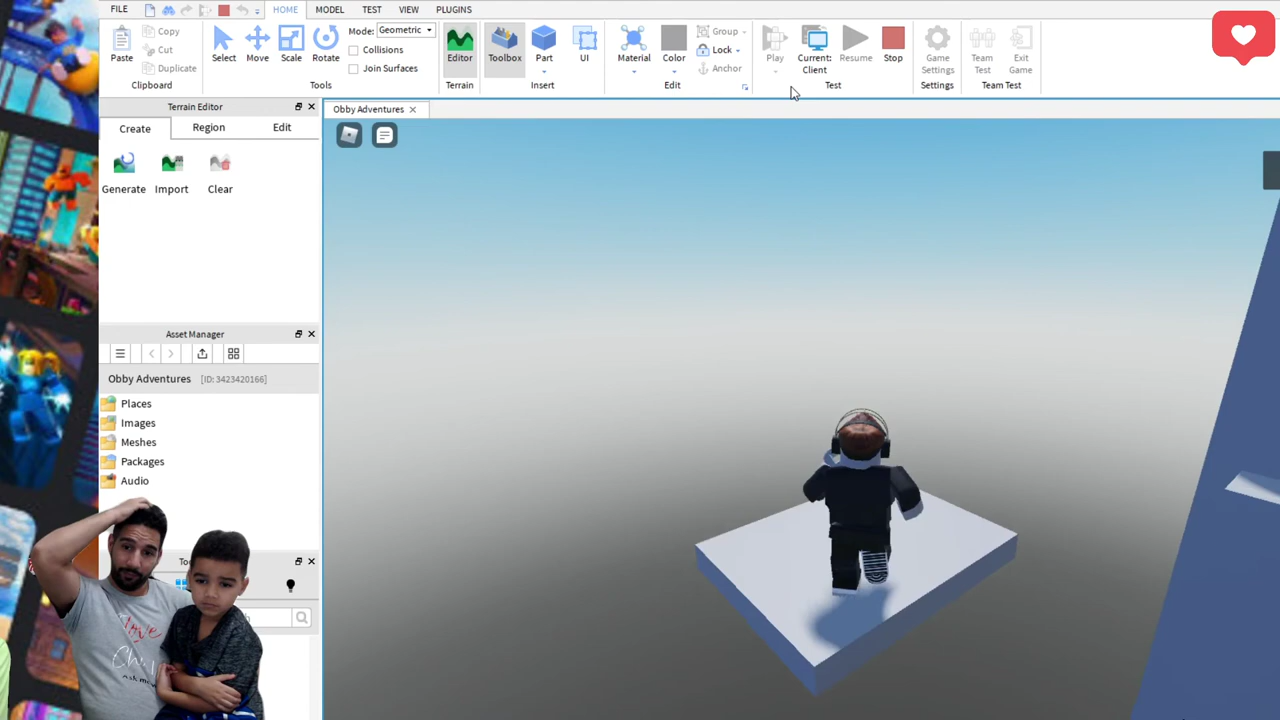 FILE HOME MODEL TEST VIEW PLUGINS
Paste
Copy
Cut
Duplicate
Clipboard
Select Move Scale Rotate
Mode: Geometric
Collisions
Join Surfaces
Tools
Editor
Terrain
Toolbox Part UI
Insert
Material Color
Group
Lock
Anchor
Edit
Play
Current:
Client
Resume Stop
Test
Game
Settings
Settings
Team
Test
Exit
Game
Team Test
Terrain Editor
Create Region Edit
Generate Import Clear
Asset Manager
Obby Adventures [ID: 3423420166]
Places
Images
Meshes
Packages
Audio
Obby Adventures